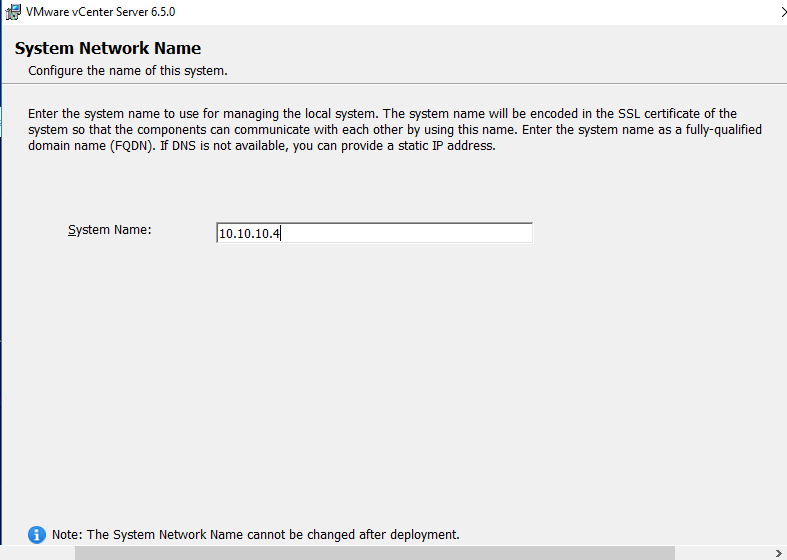 VMware vCenter Server 6.5.0
System Network Name
Configure the name of this system.
Enter the system name to use for managing the local system. The system name will be encoded in the SSL certificate of the
system so that the components can communicate with each other by using this name. Enter the system name as a fully-qualified
domain name (FQDN). If DNS is not available, you can provide a static IP address.
System Name:
10.10.10.4
Note: The System Network Name cannot be changed after deployment.